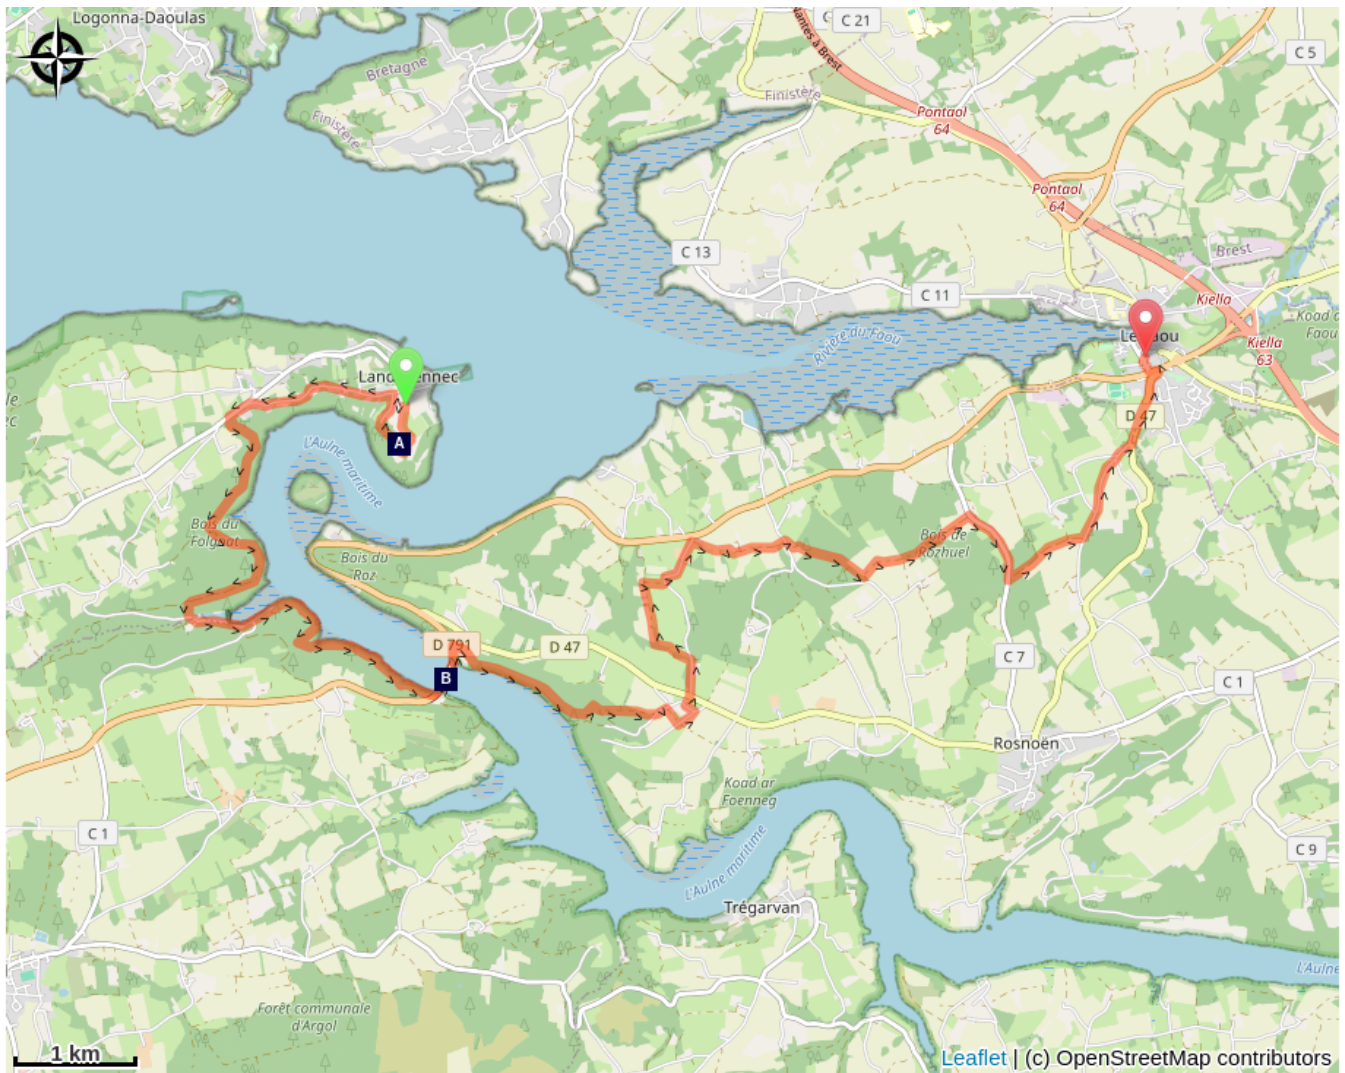 Logonna-Daoulas
C 21
C 5
Nantes à Brest
Bretagne
Finistère
Finistère
Pontaol
64
Pontaol
64
C 13
Brest
C 11
Kiella
Koad
Faou
Rivière du Faou
Kiella
63
D 47
L'Aulne maritime
A
Bois du
Folgoat
Bois du
Roz
Bois de
Rozhuel
D 791
D 47
C 7
B
C 1
Rosnoën
Koad ar
Foenneg
C 1
L'Aulne maritime
C 9
Trégarvan
L'Aulne
Forêt communale
d'Argol
1 km
Leaflet | (c) OpenStreetMap contributors